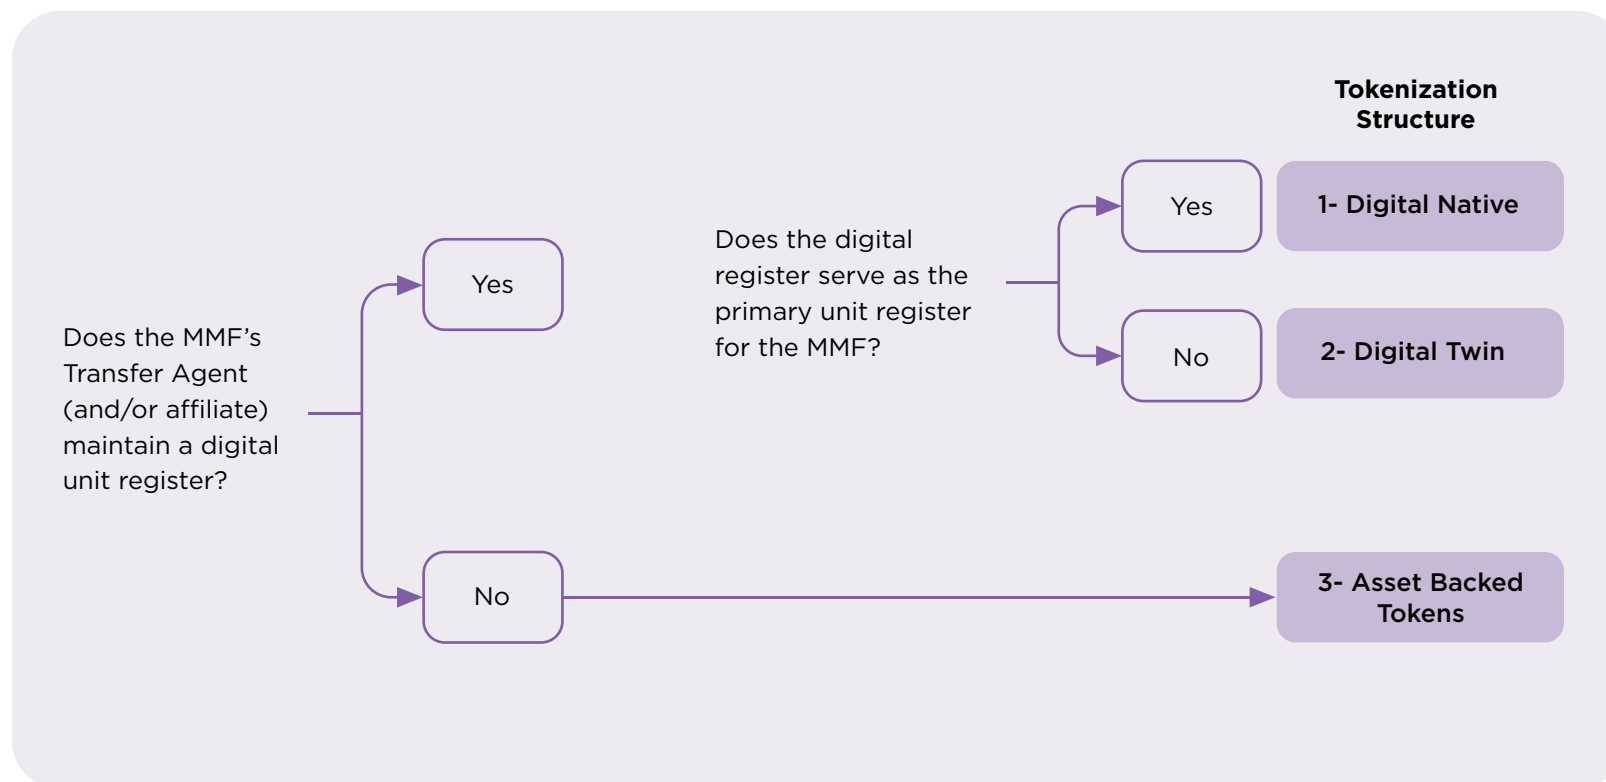 Tokenization
Structure
Does the MMF’s
Transfer Agent
(and/or affiliate)
maintain a digital
unit register?
Yes
No
Does the digital
register serve as the
primary unit register
for the MMF?
Yes
1- Digital Native
No
2- Digital Twin
3- Asset Backed
Tokens